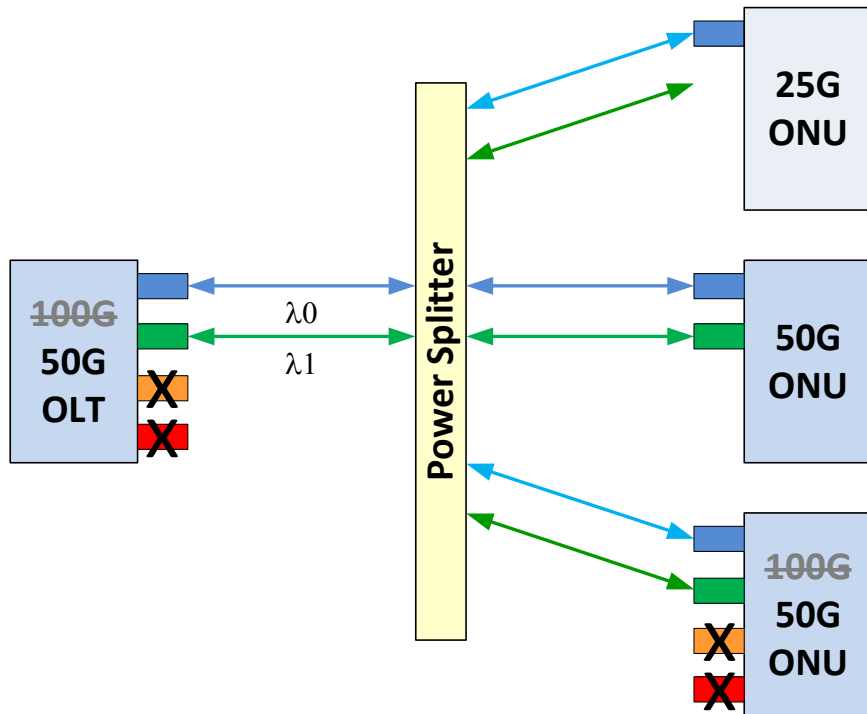 25G
ONU
100G
50G
OLT
X
X
λ0
λ1
Power Splitter
50G
ONU
100G
50G
ONU
X
X